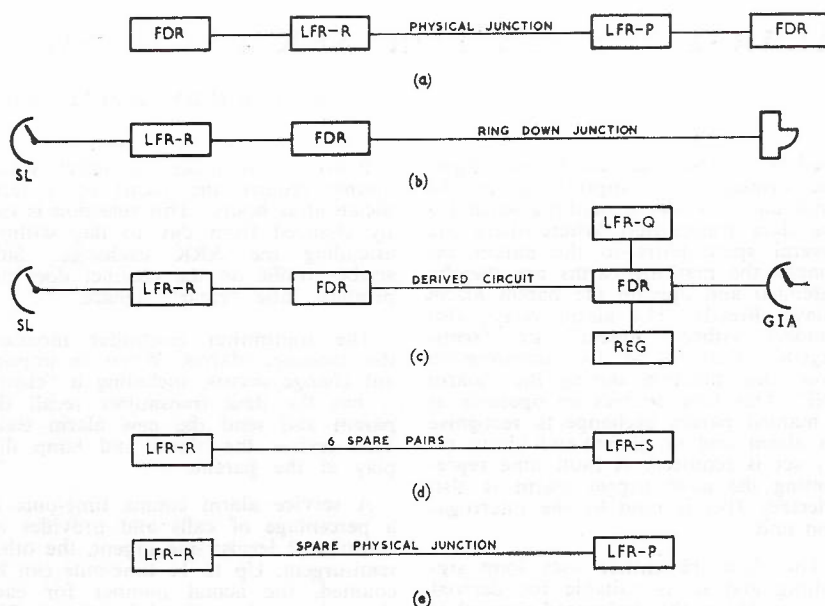 FDR LFR-R PHYSICAL JUNCTION LFR-P FDR
(a)
SL LFR-R FDR RING DOWN JUNCTION
(b)
LFR-Q
SL LFR-R FDR DERIVED CIRCUIT FDR GIA
REG
(c)
LFR-R 6 SPARE PAIRS LFR-S
(d)
LFR-R SPARE PHYSICAL JUNCTION LFR-P
(e)